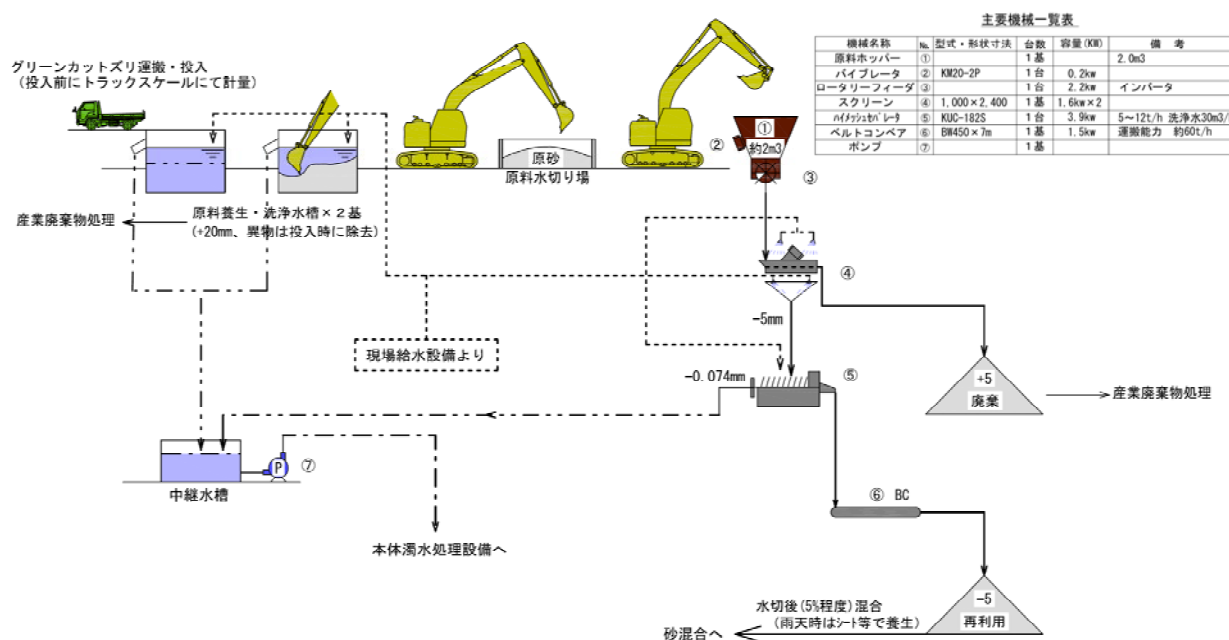 主要機械一覧表
機械名称 № 型式・形状寸法 台数 容量(KW) 備 考
原料ホッパー ① 1基 2.0m3
バイブレータ ② KM20-2P 1台 0.2kw
ロータリーフィーダ ③ 1台 2.2kw インバータ
スクリーン ④ 1,000×2,400 1基 1.6kw×2
ハイメッシュセパレータ ⑤ KUC-182S 1台 3.9kw 5～12t/h 洗浄水30m3/
ベルトコンベア ⑥ BW450×7m 1基 1.5kw 運搬能力 約60t/h
ポンプ ⑦ 1基
グリーンカットズリ運搬・投入
(投入前にトラックスケールにて計量)
①
約2m3
②
③
原砂
原料水切り場
産業廃棄物処理
原料養生・洗浄水槽×2基
(+20mm、異物は投入時に除去)
④
-5mm
現場給水設備より
-0.074mm
⑤
+5
廃棄
産業廃棄物処理
P
⑦
中継水槽
⑥ BC
本体濁水処理設備へ
-5
再利用
水切後(5%程度)混合
(雨天時はシート等で養生)
砂混合へ